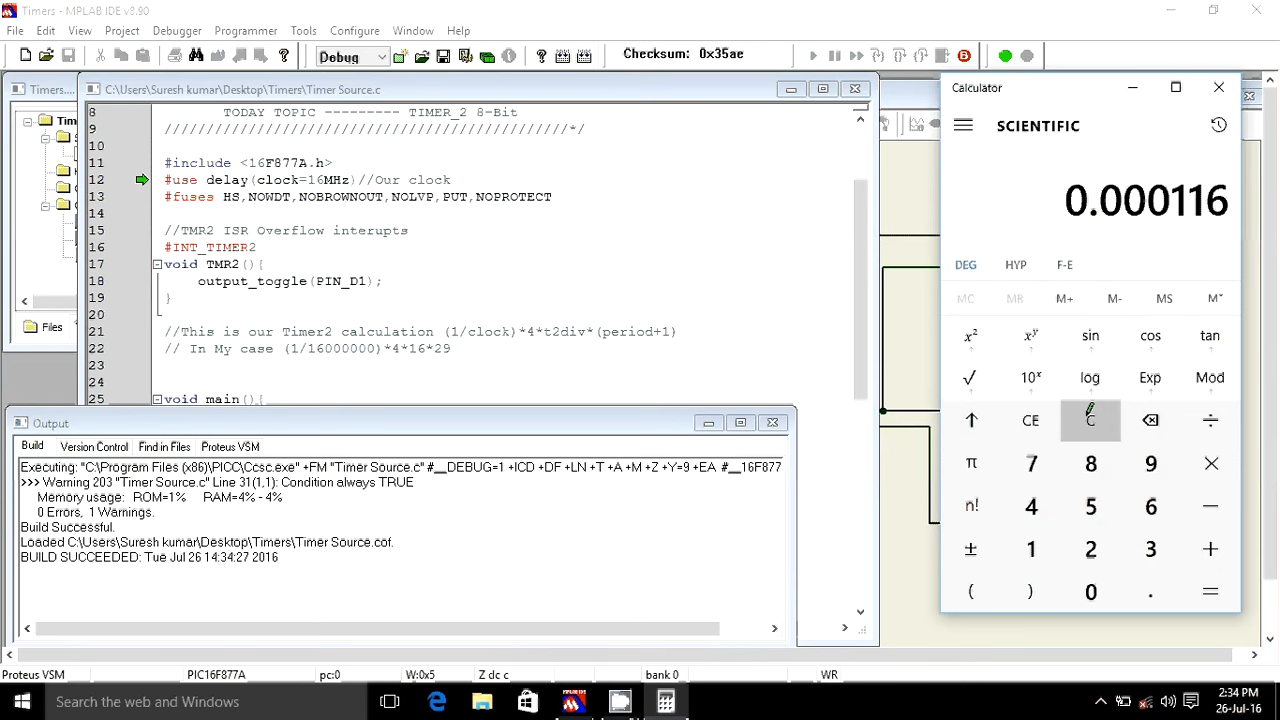 Timers - MPLAB IDE v8.90
File Edit View Project Debugger Programmer Tools Configure Window Help
Debug
Checksum: 0x35ae
Timers....
Tim
Files
C:\Users\Suresh kumar\Desktop\Timers\Timer Source.c
8 TODAY TOPIC --------- TIMER_2 8-Bit
9 ////////////////////////////////////////////////*/
10
11 #include <16F877A.h>
12 #use delay(clock=16MHz)//Our clock
13 #fuses HS,NOWDT,NOBROWNOUT,NOLVP,PUT,NOPROTECT
14
15 //TMR2 ISR Overflow interupts
16 #INT_TIMER2
17 void TMR2(){
18 output_toggle(PIN_D1);
19 }
20
21 //This is our Timer2 calculation (1/clock)*4*t2div*(period+1)
22 // In My case (1/16000000)*4*16*29
23
24
25 void main(){
Output
Build Version Control Find in Files Proteus VSM
Executing: "C:\Program Files (x86)\PICC\Ccsc.exe" +FM "Timer Source.c" #__DEBUG=1 +ICD +DF +LN +T +A +M +Z +Y=9 +EA #__16F877
>>> Warning 203 "Timer Source.c" Line 31(1,1): Condition always TRUE
Memory usage: ROM=1% RAM=4% - 4%
0 Errors, 1 Warnings.
Build Successful.
Loaded C:\Users\Suresh kumar\Desktop\Timers\Timer Source.cof.
BUILD SUCCEEDED: Tue Jul 26 14:34:27 2016
Calculator
SCIENTIFIC
0.000116
DEG HYP F-E
MC MR M+ M- MS M˅
x² xʸ sin cos tan
√ 10ˣ log Exp Mod
↑ CE C ⌫ ÷
π 7 8 9 ×
n! 4 5 6 −
± 1 2 3 +
( ) 0 . =
Proteus VSM PIC16F877A pc:0 W:0x5 Z dc c bank 0 WR
Search the web and Windows
2:34 PM
26-Jul-16